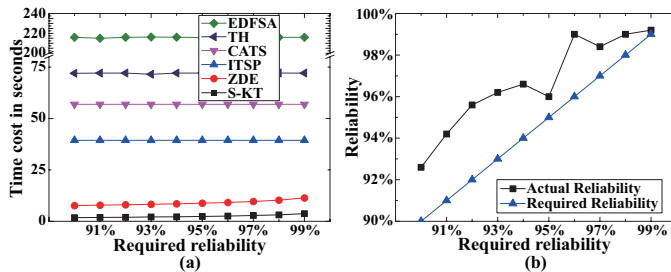 240
220
200
75
50
25
0
Time cost in seconds
EDFSA
TH
CATS
ITSP
ZDE
S-KT
91% 93% 95% 97% 99%
Required reliability
(a)
100%
98%
96%
94%
92%
90%
Reliability
Actual Reliability
Required Reliability
91% 93% 95% 97% 99%
Required reliability
(b)